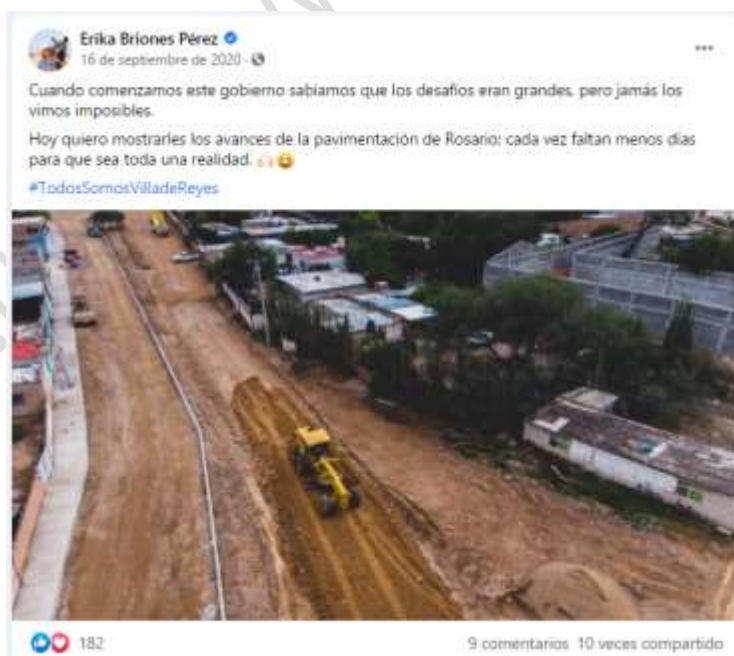 Erika Briones Pérez
16 de septiembre de 2020 ·
Cuando comenzamos este gobierno sabíamos que los desafíos eran grandes, pero jamás los
vimos imposibles.
Hoy quiero mostrarles los avances de la pavimentación de Rosario; cada vez faltan menos días
para que sea toda una realidad. 🙌🏻😃
#TodosSomosVilladeReyes
182
9 comentarios 10 veces compartido